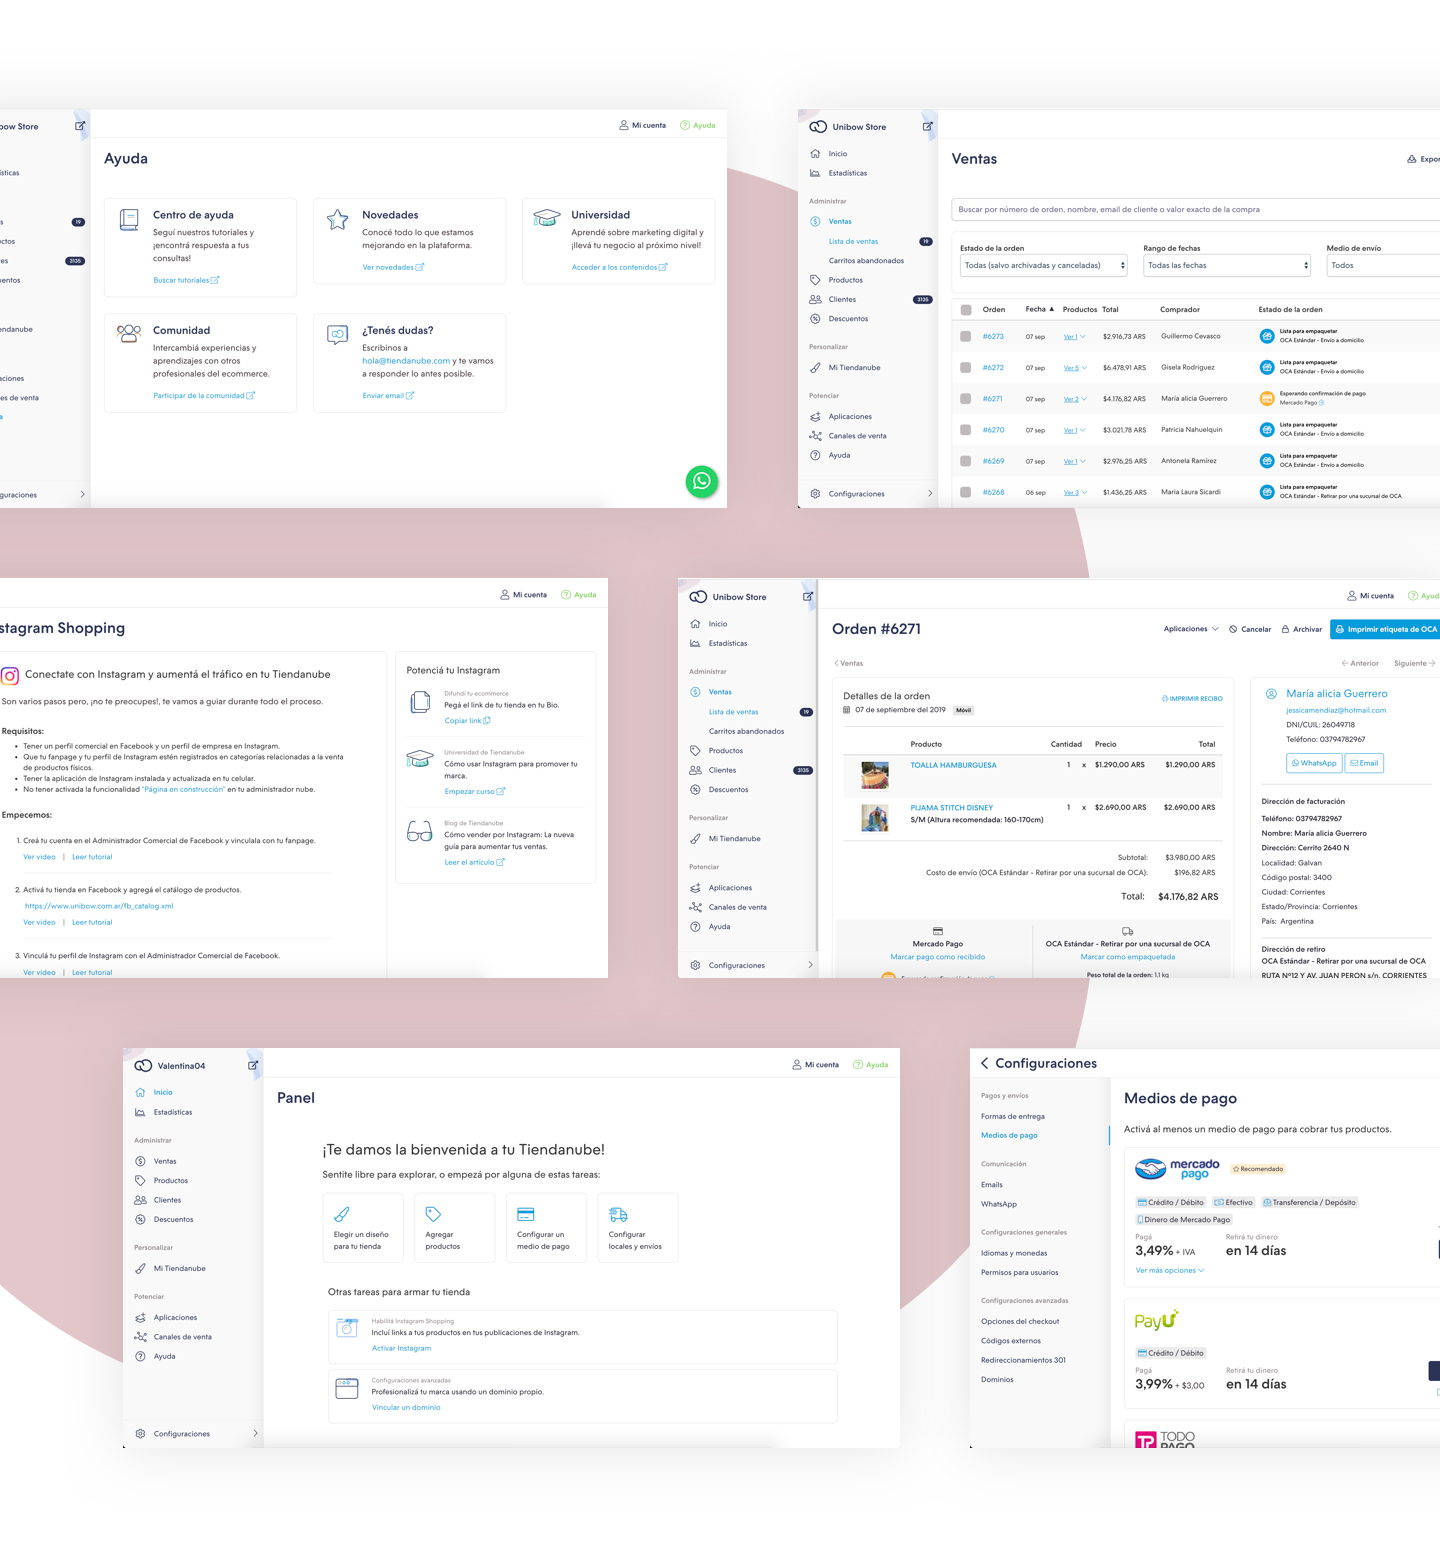 bow Store
sticas
s
19
uctos
es
3135
uentos
endanube
aciones
es de venta
a
guraciones
Mi cuenta
Ayuda
Ayuda
Centro de ayuda
Seguí nuestros tutoriales y
¡encontrá respuesta a tus
consultas!
Buscar tutoriales
Novedades
Conocé todo lo que estamos
mejorando en la plataforma.
Ver novedades
Universidad
Aprendé sobre marketing digital y
¡llevá tu negocio al próximo nivel!
Acceder a los contenidos
Comunidad
Intercambiá experiencias y
aprendizajes con otros
profesionales del ecommerce.
Participar de la comunidad
¿Tenés dudas?
Escribinos a
hola@tiendanube.com y te vamos
a responder lo antes posible.
Enviar email
Unibow Store
Inicio
Estadísticas
Administrar
Ventas
Lista de ventas 19
Carritos abandonados
Productos
Clientes 3135
Descuentos
Personalizar
Mi Tiendanube
Potenciar
Aplicaciones
Canales de venta
Ayuda
Configuraciones
Ventas
Expor
Buscar por número de orden, nombre, email de cliente o valor exacto de la compra
Estado de la orden
Todas (salvo archivadas y canceladas)
Rango de fechas
Todas las fechas
Medio de envío
Todos
Orden Fecha ▲ Productos Total Comprador Estado de la orden
#6273 07 sep Ver 1 $2.916,73 ARS Guillermo Cevasco Lista para empaquetar
OCA Estándar - Envío a domicilio
#6272 07 sep Ver 5 $6.478,91 ARS Gisela Rodriguez Lista para empaquetar
OCA Estándar - Envío a domicilio
#6271 07 sep Ver 2 $4.176,82 ARS María alicia Guerrero Esperando confirmación de pago
Mercado Pago
#6270 07 sep Ver 1 $3.021,78 ARS Patricia Nahuelquin Lista para empaquetar
OCA Estándar - Envío a domicilio
#6269 07 sep Ver 1 $2.976,25 ARS Antonela Ramírez Lista para empaquetar
OCA Estándar - Envío a domicilio
#6268 06 sep Ver 3 $1.436,25 ARS Maria Laura Sicardi Lista para empaquetar
OCA Estándar - Retirar por una sucursal de OCA
Mi cuenta
Ayuda
stagram Shopping
Conectate con Instagram y aumentá el tráfico en tu Tiendanube
Son varios pasos pero, ¡no te preocupes!, te vamos a guiar durante todo el proceso.
Requisitos:
• Tener un perfil comercial en Facebook y un perfil de empresa en Instagram.
• Que tu fanpage y tu perfil de Instagram estén registrados en categorías relacionadas a la venta
de productos físicos.
• Tener la aplicación de Instagram instalada y actualizada en tu celular.
• No tener activada la funcionalidad "Página en construcción" en tu administrador nube.
Empecemos:
1. Creá tu cuenta en el Administrador Comercial de Facebook y vinculala con tu fanpage.
Ver video | Leer tutorial
2. Activá tu tienda en Facebook y agregá el catálogo de productos.
https://www.unibow.com.ar/fb_catalog.xml
Ver video | Leer tutorial
3. Vinculá tu perfil de Instagram con el Administrador Comercial de Facebook.
Ver video | Leer tutorial
Potenciá tu Instagram
Difundí tu ecommerce
Pegá el link de tu tienda en tu Bio.
Copiar link
Universidad de Tiendanube
Cómo usar Instagram para promover tu
marca.
Empezar curso
Blog de Tiendanube
Cómo vender por Instagram: La nueva
guía para aumentar tus ventas.
Leer el artículo
Unibow Store
Inicio
Estadísticas
Administrar
Ventas
Lista de ventas 19
Carritos abandonados
Productos
Clientes 3135
Descuentos
Personalizar
Mi Tiendanube
Potenciar
Aplicaciones
Canales de venta
Ayuda
Configuraciones
Mi cuenta
Ayud
Orden #6271
Aplicaciones Cancelar Archivar Imprimir etiqueta de OCA
Ventas
Anterior Siguiente
Detalles de la orden
07 de septiembre del 2019 Móvil
IMPRIMIR RECIBO
Producto Cantidad Precio Total
TOALLA HAMBURGUESA 1 x $1.290,00 ARS $1.290,00 ARS
PIJAMA STITCH DISNEY 1 x $2.690,00 ARS $2.690,00 ARS
S/M (Altura recomendada: 160-170cm)
Subtotal: $3.980,00 ARS
Costo de envío (OCA Estándar - Retirar por una sucursal de OCA): $196,82 ARS
Total: $4.176,82 ARS
Mercado Pago
Marcar pago como recibido
OCA Estándar - Retirar por una sucursal de OCA
Marcar como empaquetada
Peso total de la orden: 1.1 kg
María alicia Guerrero
jessicamendiaz@hotmail.com
DNI/CUIL: 26049718
Teléfono: 03794782967
WhatsApp
Email
Dirección de facturación
Teléfono: 03794782967
Nombre: María alicia Guerrero
Dirección: Cerrito 2640 N
Localidad: Galvan
Código postal: 3400
Ciudad: Corrientes
Estado/Provincia: Corrientes
País: Argentina
Dirección de retiro
OCA Estándar - Retirar por una sucursal de OCA
RUTA Nº12 Y AV. JUAN PERON s/n, CORRIENTES
Valentina04
Inicio
Estadísticas
Administrar
Ventas
Productos
Clientes
Descuentos
Personalizar
Mi Tiendanube
Potenciar
Aplicaciones
Canales de venta
Ayuda
Configuraciones
Mi cuenta
Ayuda
Panel
¡Te damos la bienvenida a tu Tiendanube!
Sentite libre para explorar, o empezá por alguna de estas tareas:
Elegir un diseño
para tu tienda
Agregar
productos
Configurar un
medio de pago
Configurar
locales y envíos
Otras tareas para armar tu tienda
Habilitá Instagram Shopping
Incluí links a tus productos en tus publicaciones de Instagram.
Activar Instagram
Configuraciones avanzadas
Profesionalizá tu marca usando un dominio propio.
Vincular un dominio
Configuraciones
Pagos y envíos
Formas de entrega
Medios de pago
Comunicación
Emails
WhatsApp
Configuraciones generales
Idiomas y monedas
Permisos para usuarios
Configuraciones avanzadas
Opciones del checkout
Códigos externos
Redireccionamientos 301
Dominios
Medios de pago
Activá al menos un medio de pago para cobrar tus productos.
mercado
pago
Recomendado
Crédito / Débito Efectivo Transferencia / Depósito
Dinero de Mercado Pago
Pagá Retirá tu dinero
3,49% + IVA en 14 días
Ver más opciones
PayU
Crédito / Débito
Pagá Retirá tu dinero
3,99% + $3,00 en 14 días
TODO
PAGO